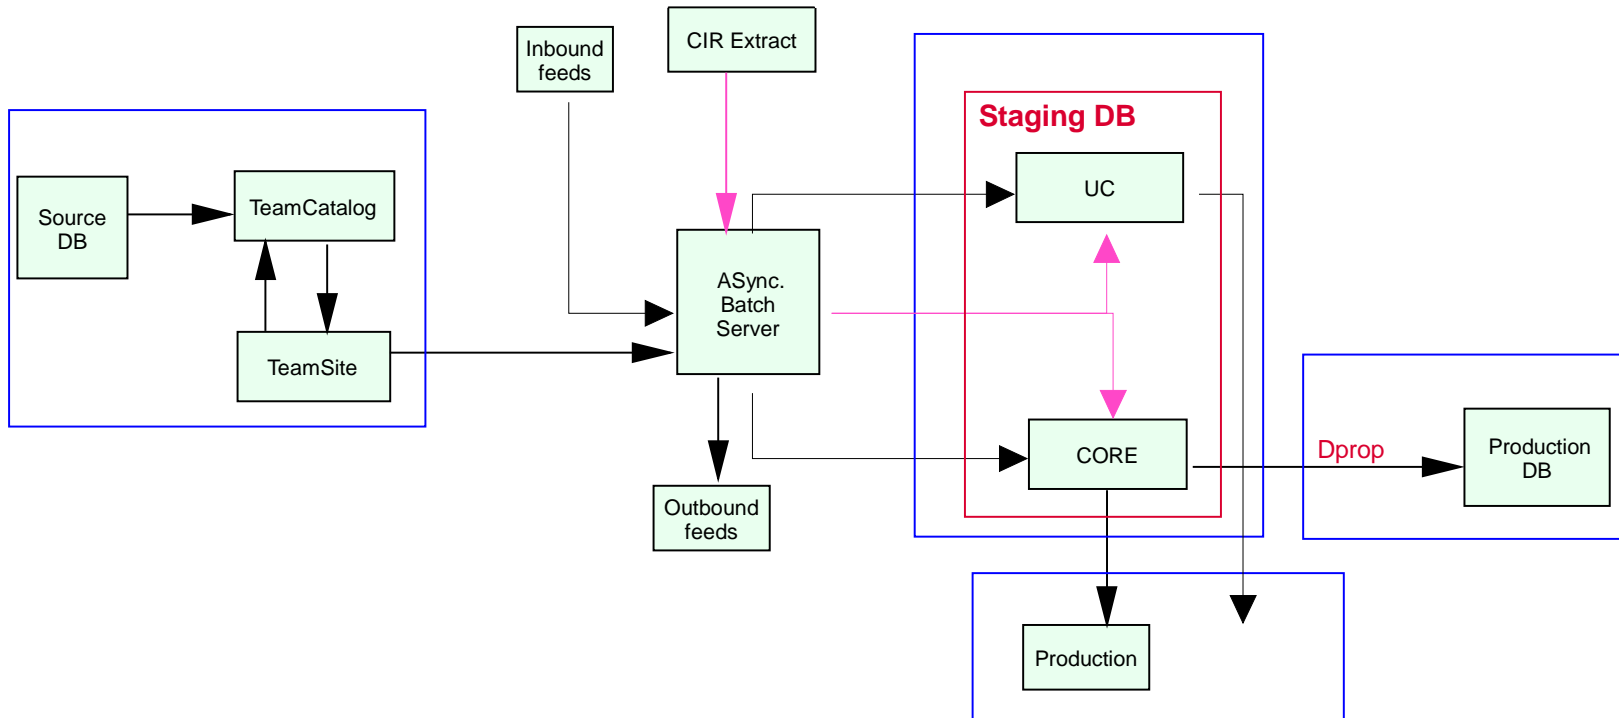 Inbound
feeds
CIR Extract
Staging DB
Source
DB
TeamCatalog
UC
ASync.
Batch
Server
TeamSite
CORE
Dprop
Production
DB
Outbound
feeds
Production